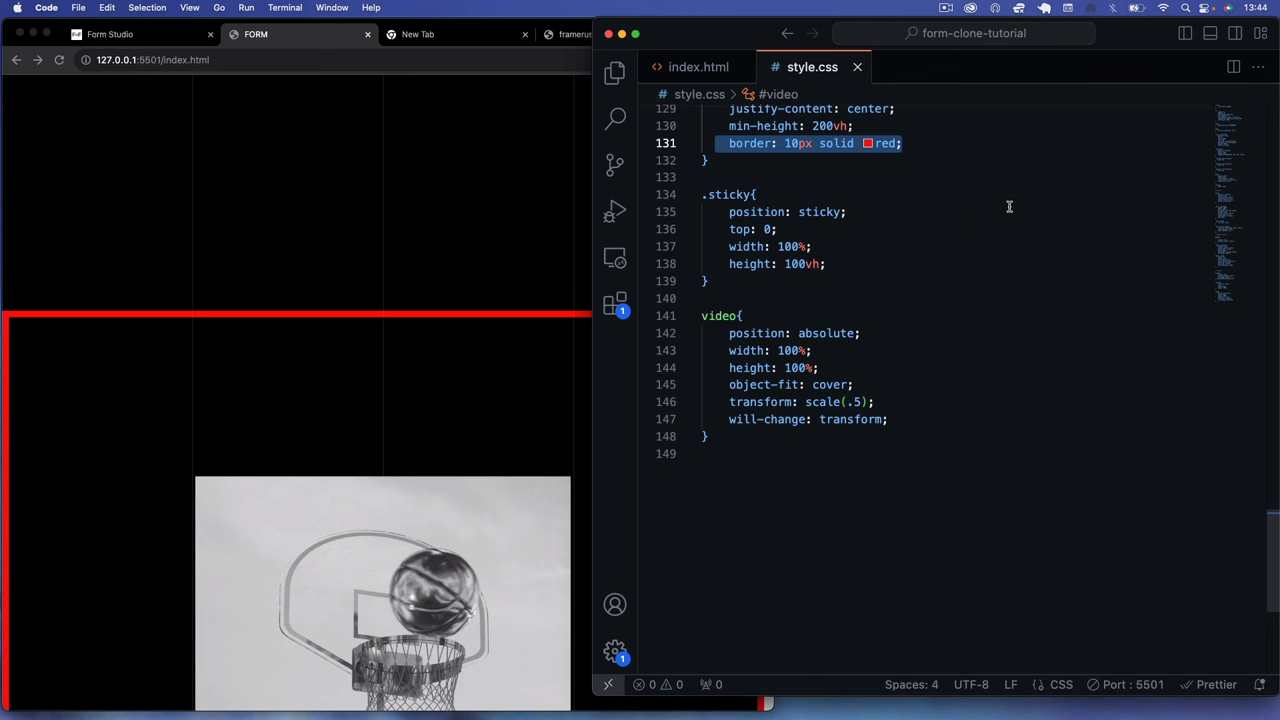 Code File Edit Selection View Go Run Terminal Window Help 13:44
Form Studio FORM New Tab framerus
127.0.0.1:5501/index.html
form-clone-tutorial
index.html style.css
style.css > #video
129 justify-content: center;
130 min-height: 200vh;
131 border: 10px solid red;
132 }
133
134 .sticky{
135 position: sticky;
136 top: 0;
137 width: 100%;
138 height: 100vh;
139 }
140
141 video{
142 position: absolute;
143 width: 100%;
144 height: 100%;
145 object-fit: cover;
146 transform: scale(.5);
147 will-change: transform;
148 }
149
1
1
0 0 0 Spaces: 4 UTF-8 LF {} CSS Port : 5501 Prettier